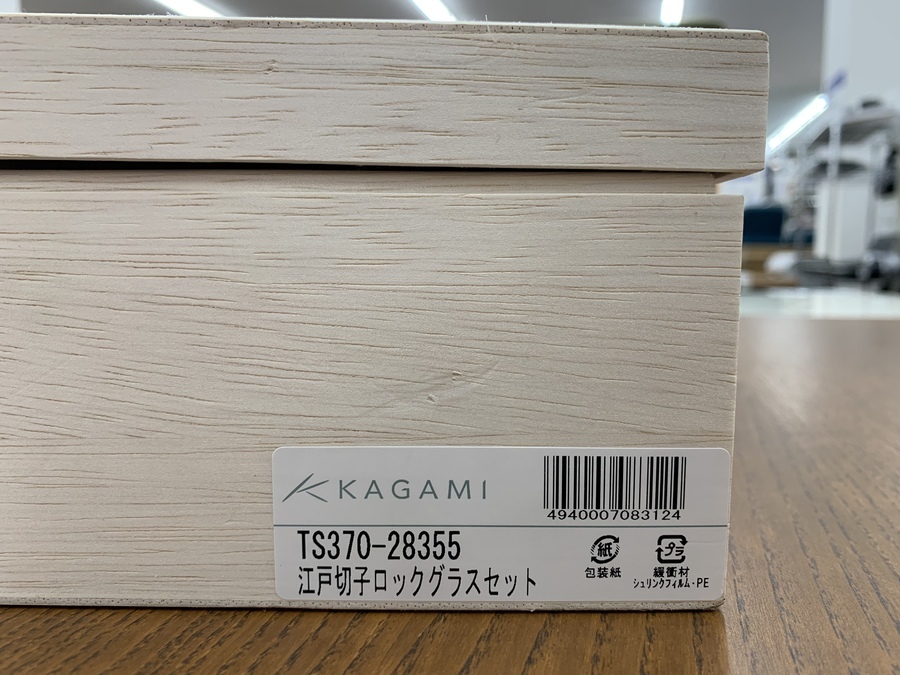 KAGAMI
4940007083124
TS370-28355
江戸切子ロックグラスセット
紙
包装紙
プラ
緩衝材
シュリンクフィルム・PE